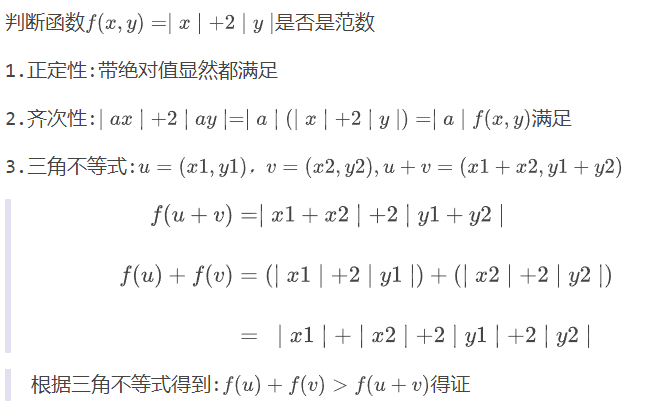 判断函数f(x, y) =| x | +2 | y |是否是范数
1.正定性:带绝对值显然都满足
2.齐次性:| ax | +2 | ay |=| a | (| x | +2 | y |) =| a | f(x, y)满足
3.三角不等式:u = (x1, y1)，v = (x2, y2), u + v = (x1 + x2, y1 + y2)
f(u + v) =| x1 + x2 | +2 | y1 + y2 |
f(u) + f(v) = (| x1 | +2 | y1 |) + (| x2 | +2 | y2 |)
= | x1 | + | x2 | +2 | y1 | +2 | y2 |
根据三角不等式得到:f(u) + f(v) > f(u + v)得证